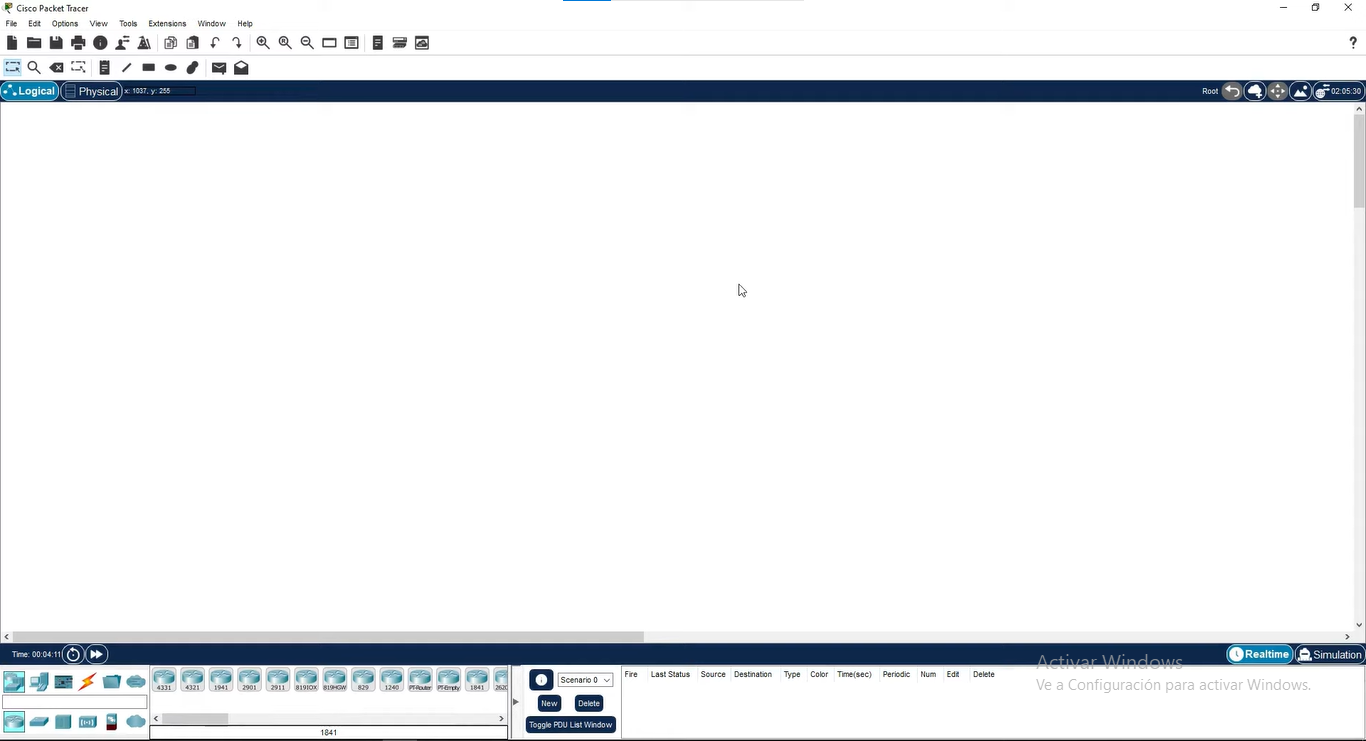 Cisco Packet Tracer
File Edit Options View Tools Extensions Window Help
?
Logical Physical x: 1037, y: 255 Root 02:05:30
Time: 00:04:11 Realtime Simulation
4331 4321 1941 2901 2911 819IOX 819HGW 829 1240 PT-Router PT-Empty 1841 262
1841
Scenario 0
New Delete
Toggle PDU List Window
Fire Last Status Source Destination Type Color Time(sec) Periodic Num Edit Delete
Activar Windows
Ve a Configuración para activar Windows.